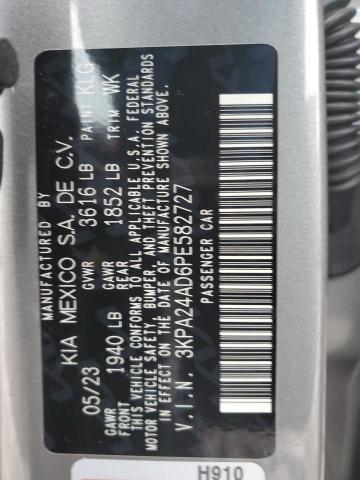 MANUFACTURED BY
KIA MEXICO S.A. DE C.V.
05/23 GVWR 3616 LB PAINT KLG
GAWR FRONT 1940 LB GAWR REAR 1852 LB TRIM WK
THIS VEHICLE CONFORMS TO ALL APPLICABLE U.S.A. FEDERAL
MOTOR VEHICLE SAFETY, BUMPER, AND THEFT PREVENTION STANDARDS
IN EFFECT ON THE DATE OF MANUFACTURE SHOWN ABOVE.
V.I.N. 3KPA24AD6PE582727
PASSENGER CAR
H910